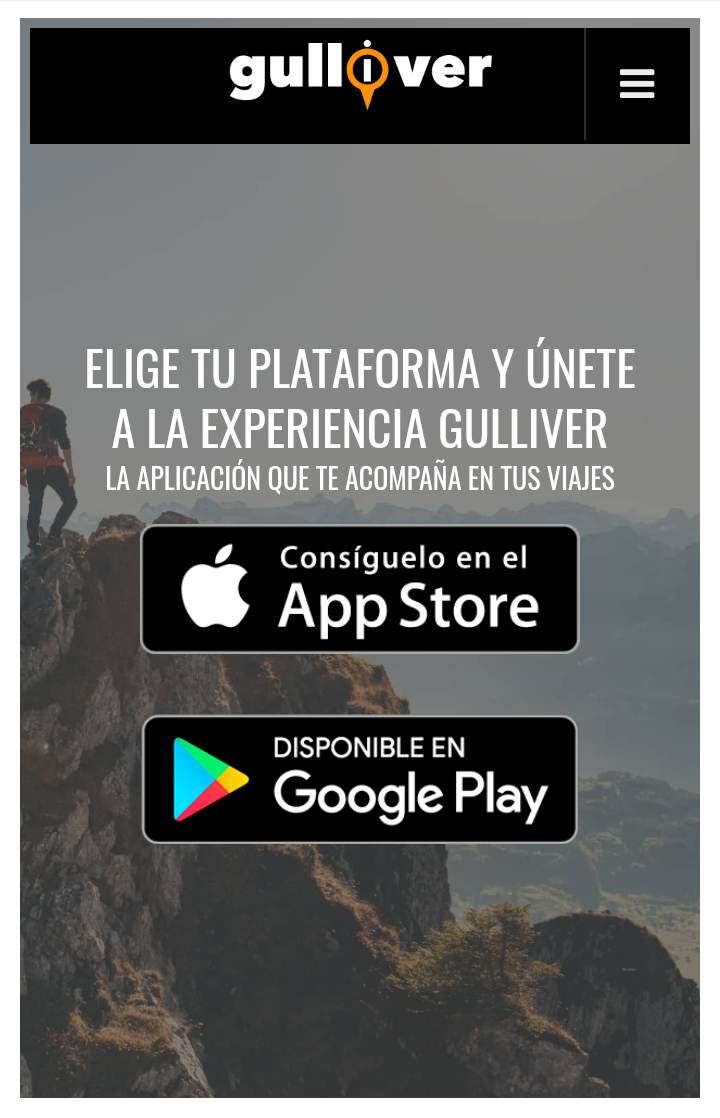 gulliver
ELIGE TU PLATAFORMA Y ÚNETE
A LA EXPERIENCIA GULLIVER
LA APLICACIÓN QUE TE ACOMPAÑA EN TUS VIAJES
Consíguelo en el
App Store
DISPONIBLE EN
Google Play